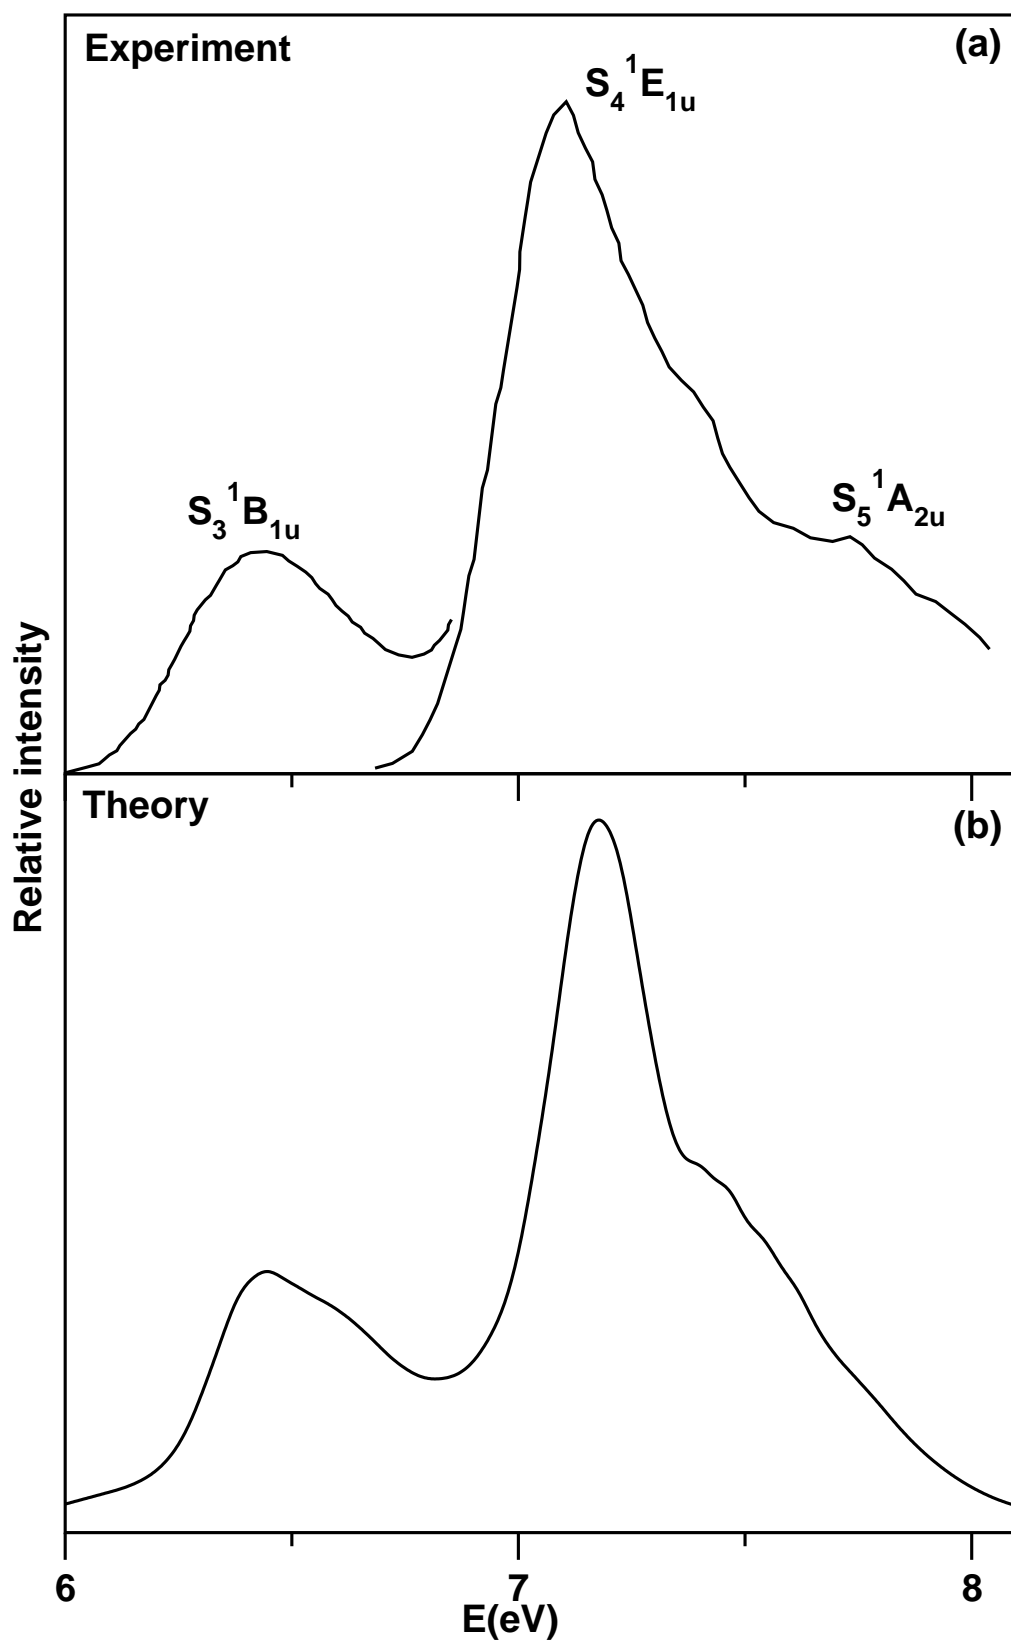 Experiment
(a)
S₄ ¹E₁ᵤ
S₃ ¹B₁ᵤ
S₅ ¹A₂ᵤ
Relative intensity
Theory
(b)
6
7
8
E(eV)